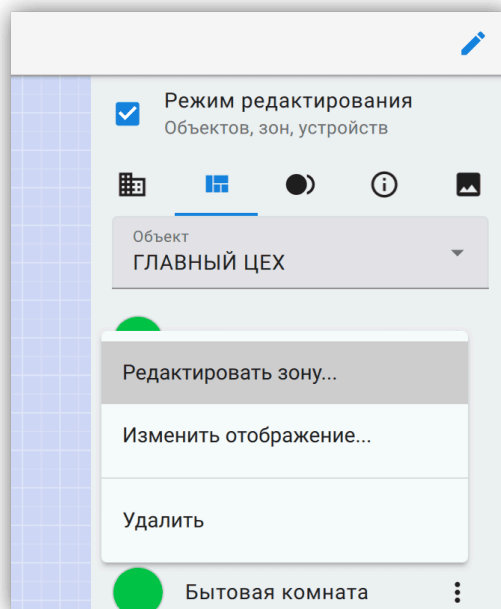 Режим редактирования
Объектов, зон, устройств
Объект
ГЛАВНЫЙ ЦЕХ
Редактировать зону...
Изменить отображение...
Удалить
Бытовая комната